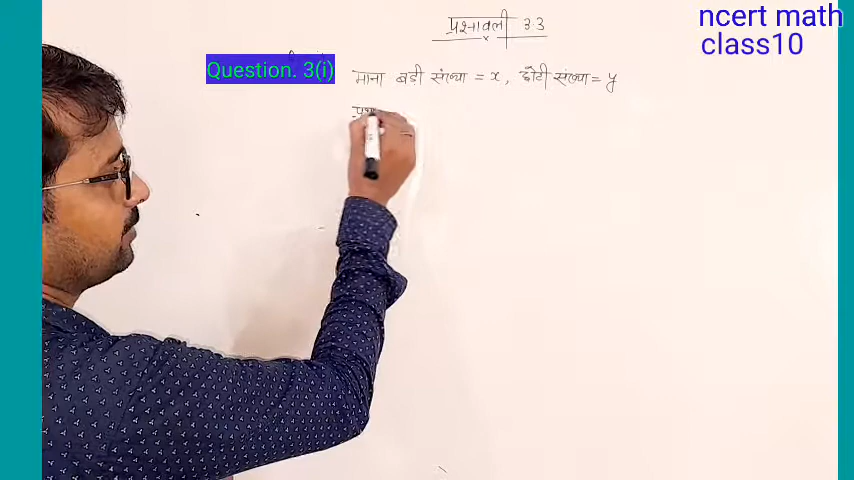 ncert math
class10
प्रश्नावली 3.3
Question. 3(i)
माना बड़ी संख्या = x, छोटी संख्या = y